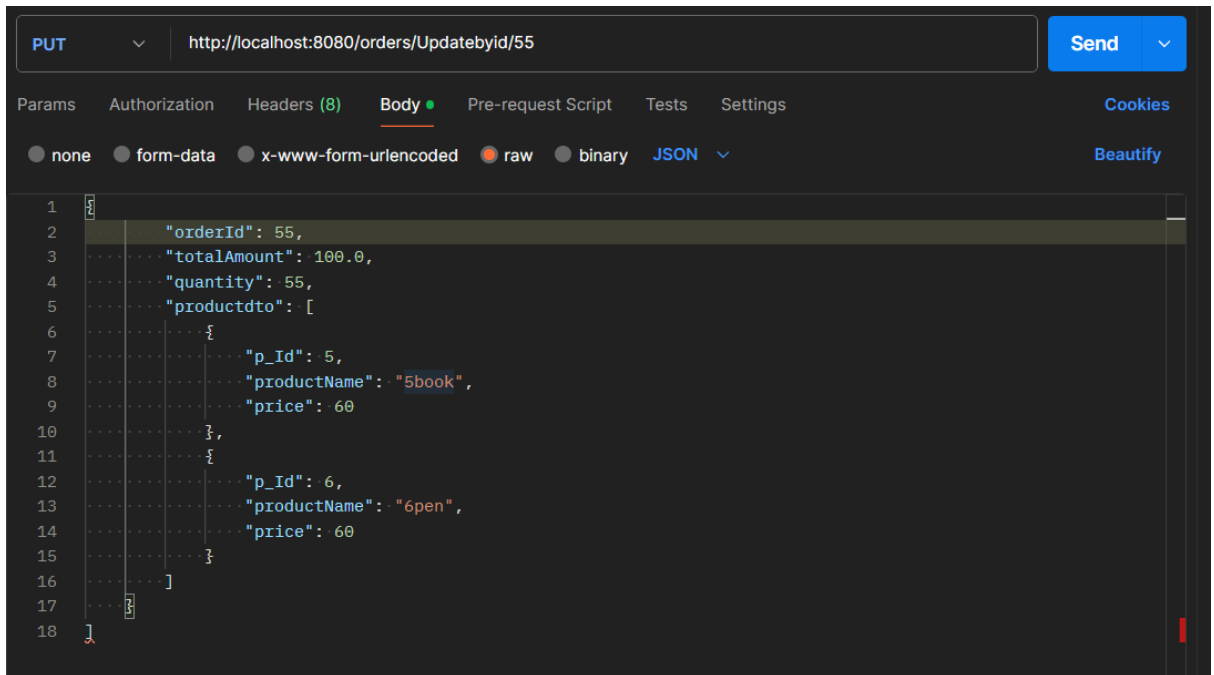 PUT http://localhost:8080/orders/Updatebyid/55 Send
Params Authorization Headers (8) Body Pre-request Script Tests Settings Cookies
none form-data x-www-form-urlencoded raw binary JSON Beautify
1 {
2 "orderId": 55,
3 "totalAmount": 100.0,
4 "quantity": 55,
5 "productdto": [
6 {
7 "p_Id": 5,
8 "productName": "5book",
9 "price": 60
10 },
11 {
12 "p_Id": 6,
13 "productName": "6pen",
14 "price": 60
15 }
16 ]
17 }
18 ]